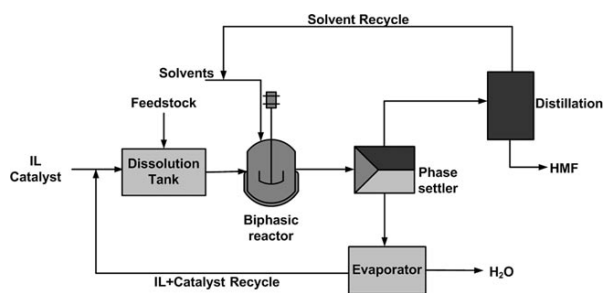 Solvent Recycle
Solvents
Feedstock
Distillation
IL
Catalyst
Dissolution
Tank
Phase
settler
HMF
Biphasic
reactor
Evaporator
H₂O
IL+Catalyst Recycle